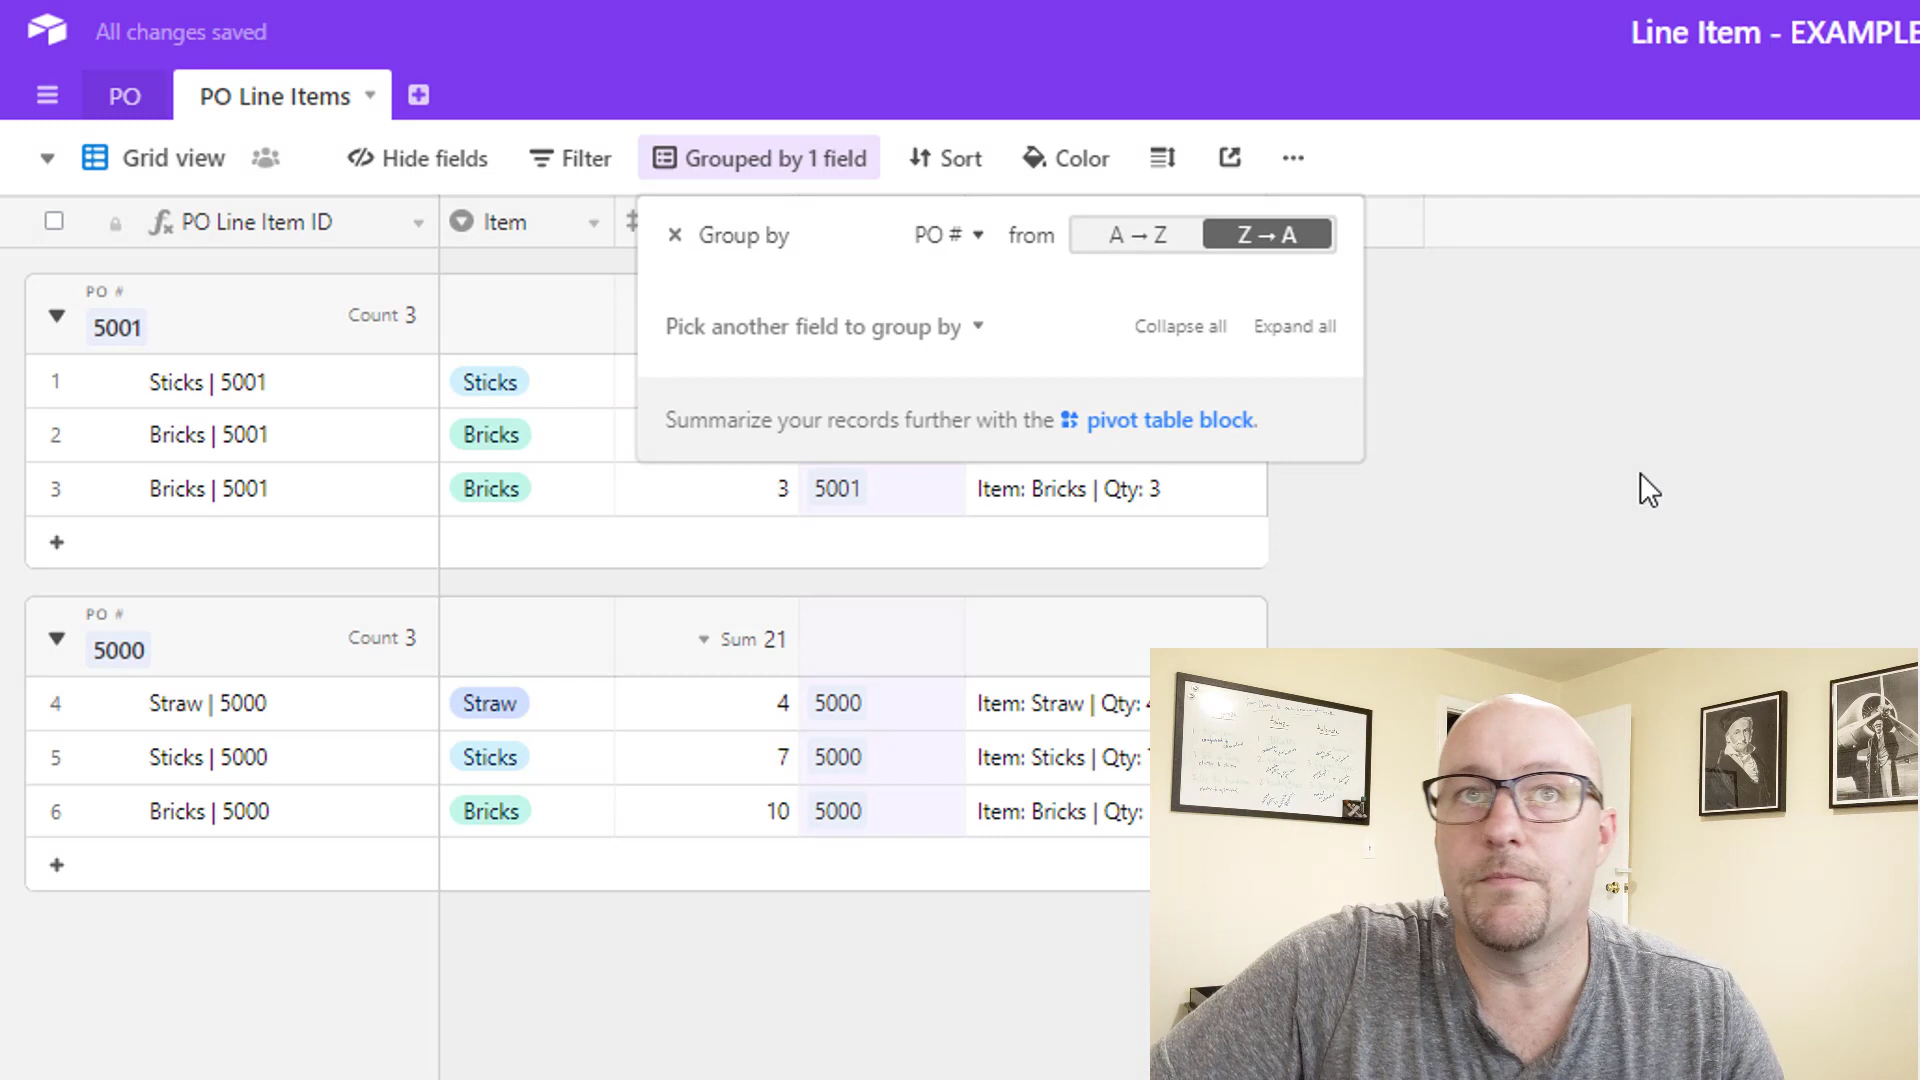 All changes saved
Line Item - EXAMPLE
PO
PO Line Items
Grid view
Hide fields
Filter
Grouped by 1 field
Sort
Color
PO Line Item ID
Item
Group by
PO #
from
A → Z
Z → A
Pick another field to group by
Collapse all
Expand all
Summarize your records further with the pivot table block.
PO #
5001
Count 3
1 Sticks | 5001 Sticks
2 Bricks | 5001 Bricks
3 Bricks | 5001 Bricks 3 5001 Item: Bricks | Qty: 3
+
PO #
5000
Count 3
Sum 21
4 Straw | 5000 Straw 4 5000 Item: Straw | Qty:
5 Sticks | 5000 Sticks 7 5000 Item: Sticks | Qty:
6 Bricks | 5000 Bricks 10 5000 Item: Bricks | Qty:
+